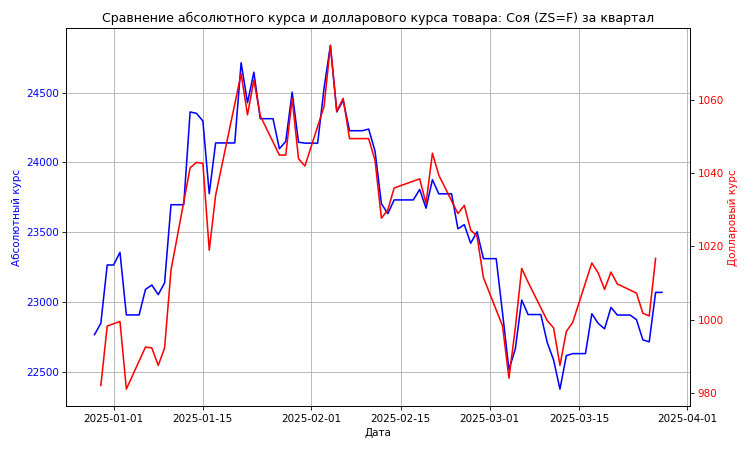 Сравнение абсолютного курса и долларового курса товара: Соя (ZS=F) за квартал
Абсолютный курс
24500
24000
23500
23000
22500
1060
1040
1020
1000
980
Долларовый курс
2025-01-01 2025-01-15 2025-02-01 2025-02-15 2025-03-01 2025-03-15 2025-04-01
Дата